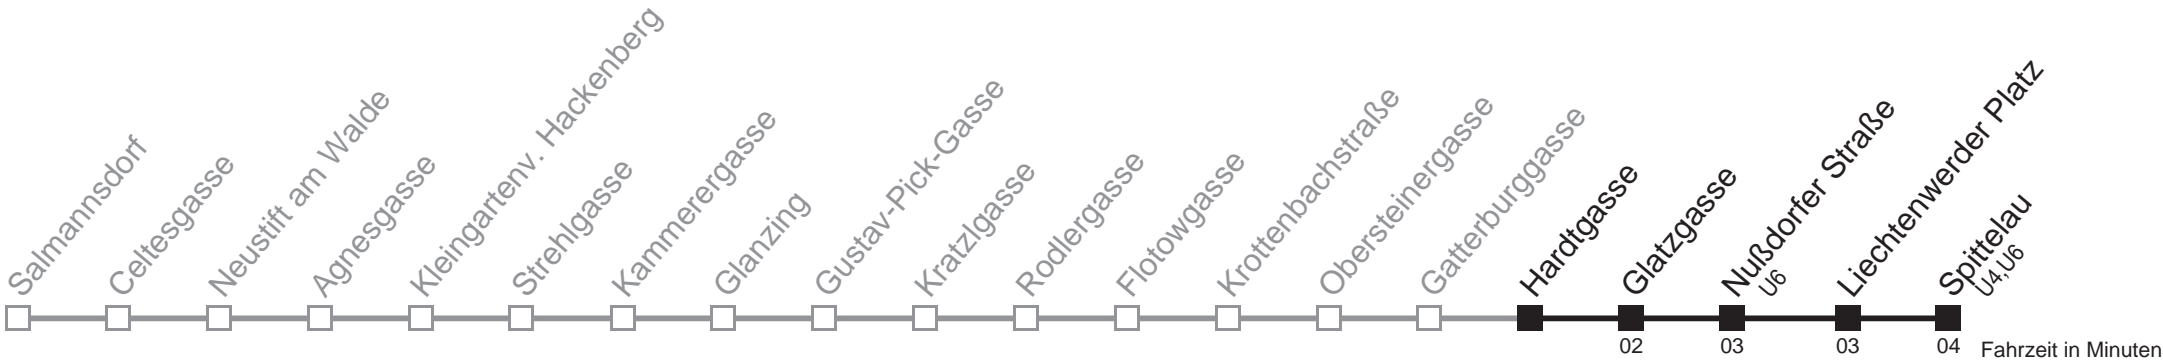 Salmannsdorf
Celtesgasse
Neustift am Walde
Agnesgasse
Kleingartenv. Hackenberg
Strehlgasse
Kammerergasse
Glanzing
Gustav-Pick-Gasse
Kratzlgasse
Rodlergasse
Flotowgasse
Krottenbachstraße
Obersteinergasse
Gatterburggasse
Hardtgasse
Glatzgasse
Nußdorfer Straße
U6
Liechtenwerder Platz
Spittelau
U4,U6
02
03
03
04
Fahrzeit in Minuten